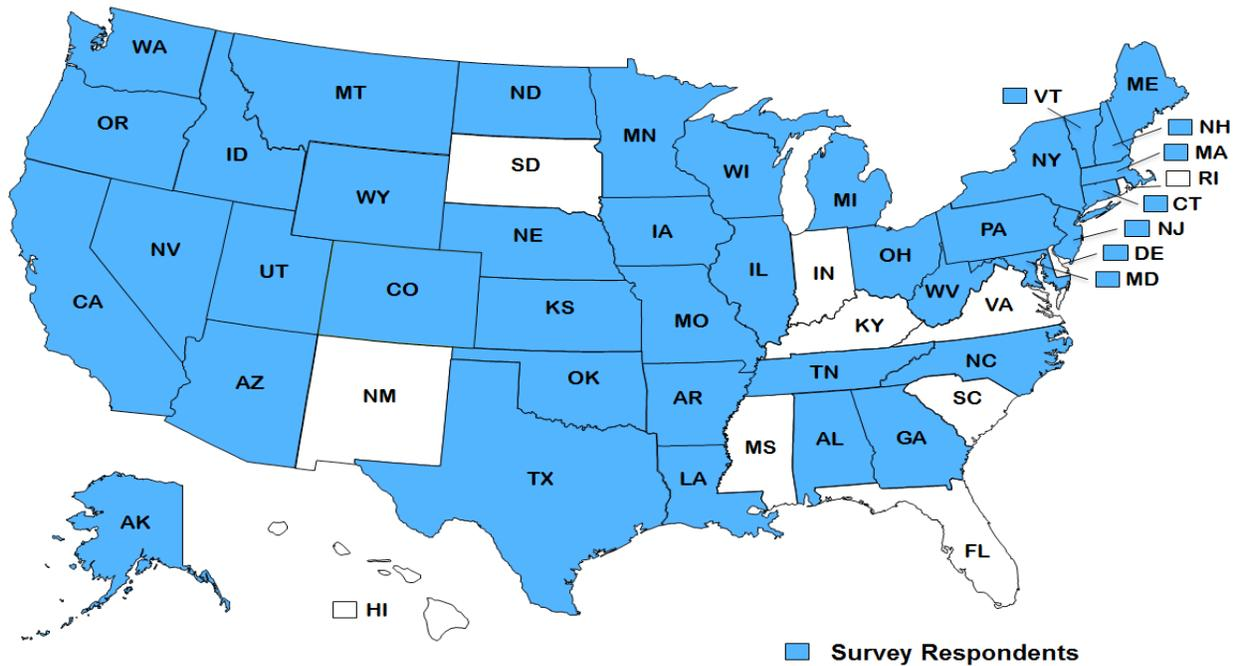 WA
MT
ND
MN
ME
VT
OR
ID
SD
WI
NY
NH
MA
RI
CT
WY
MI
NE
IA
PA
NJ
NV
UT
CO
IL
IN
OH
DE
MD
CA
KS
MO
WV
VA
KY
AZ
NM
OK
AR
TN
NC
SC
TX
LA
MS
AL
GA
AK
FL
HI
Survey Respondents